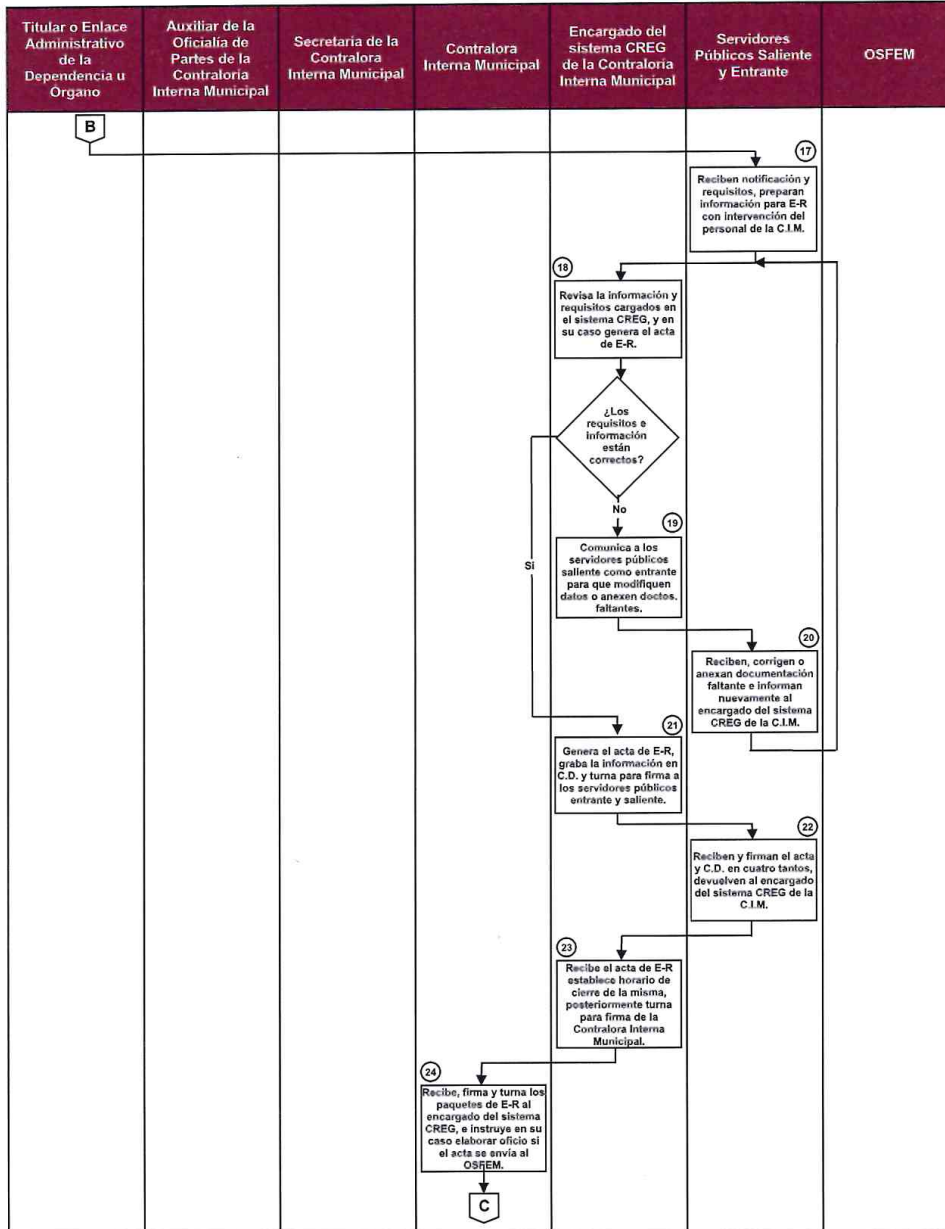 Titular o Enlace
Administrativo
de la
Dependencia u
Órgano
Auxiliar de la
Oficialía de
Partes de la
Contraloría
Interna Municipal
Secretaria de la
Contralora
Interna Municipal
Contralora
Interna Municipal
Encargado del
sistema CREG
de la Contraloría
Interna Municipal
Servidores
Públicos Saliente
y Entrante
OSFEM
B
17
Reciben notificación y
requisitos, preparan
información para E-R
con intervención del
personal de la C.I.M.
18
Revisa la información y
requisitos cargados en
el sistema CREG, y en
su caso genera el acta
de E-R.
¿Los
requisitos e
información
están
correctos?
No
Si
19
Comunica a los
servidores públicos
saliente como entrante
para que modifiquen
datos o anexen doctos.
faltantes.
20
Reciben, corrigen o
anexan documentación
faltante e informan
nuevamente al
encargado del sistema
CREG de la C.I.M.
21
Genera el acta de E-R,
graba la información en
C.D. y turna para firma a
los servidores públicos
entrante y saliente.
22
Reciben y firman el acta
y C.D. en cuatro tantos,
devuelven al encargado
del sistema CREG de la
C.I.M.
23
Recibe el acta de E-R
establece horario de
cierre de la misma,
posteriormente turna
para firma de la
Contralora Interna
Municipal.
24
Recibe, firma y turna los
paquetes de E-R al
encargado del sistema
CREG, e instruye en su
caso elaborar oficio si
el acta se envía al
OSFEM.
C